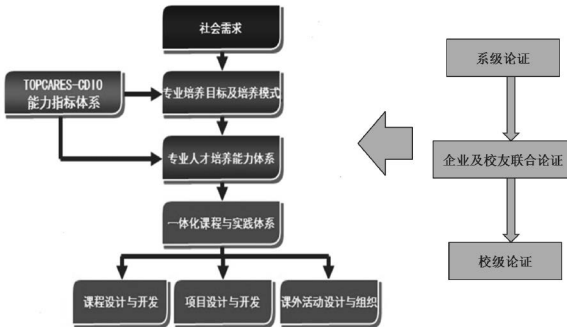 社会需求
TOPCARES-CDIO
能力指标体系
专业培养目标及培养模式
专业人才培养能力体系
一体化课程与实践体系
课程设计与开发
项目设计与开发
课外活动设计与组织
系级论证
企业及校友联合论证
校级论证